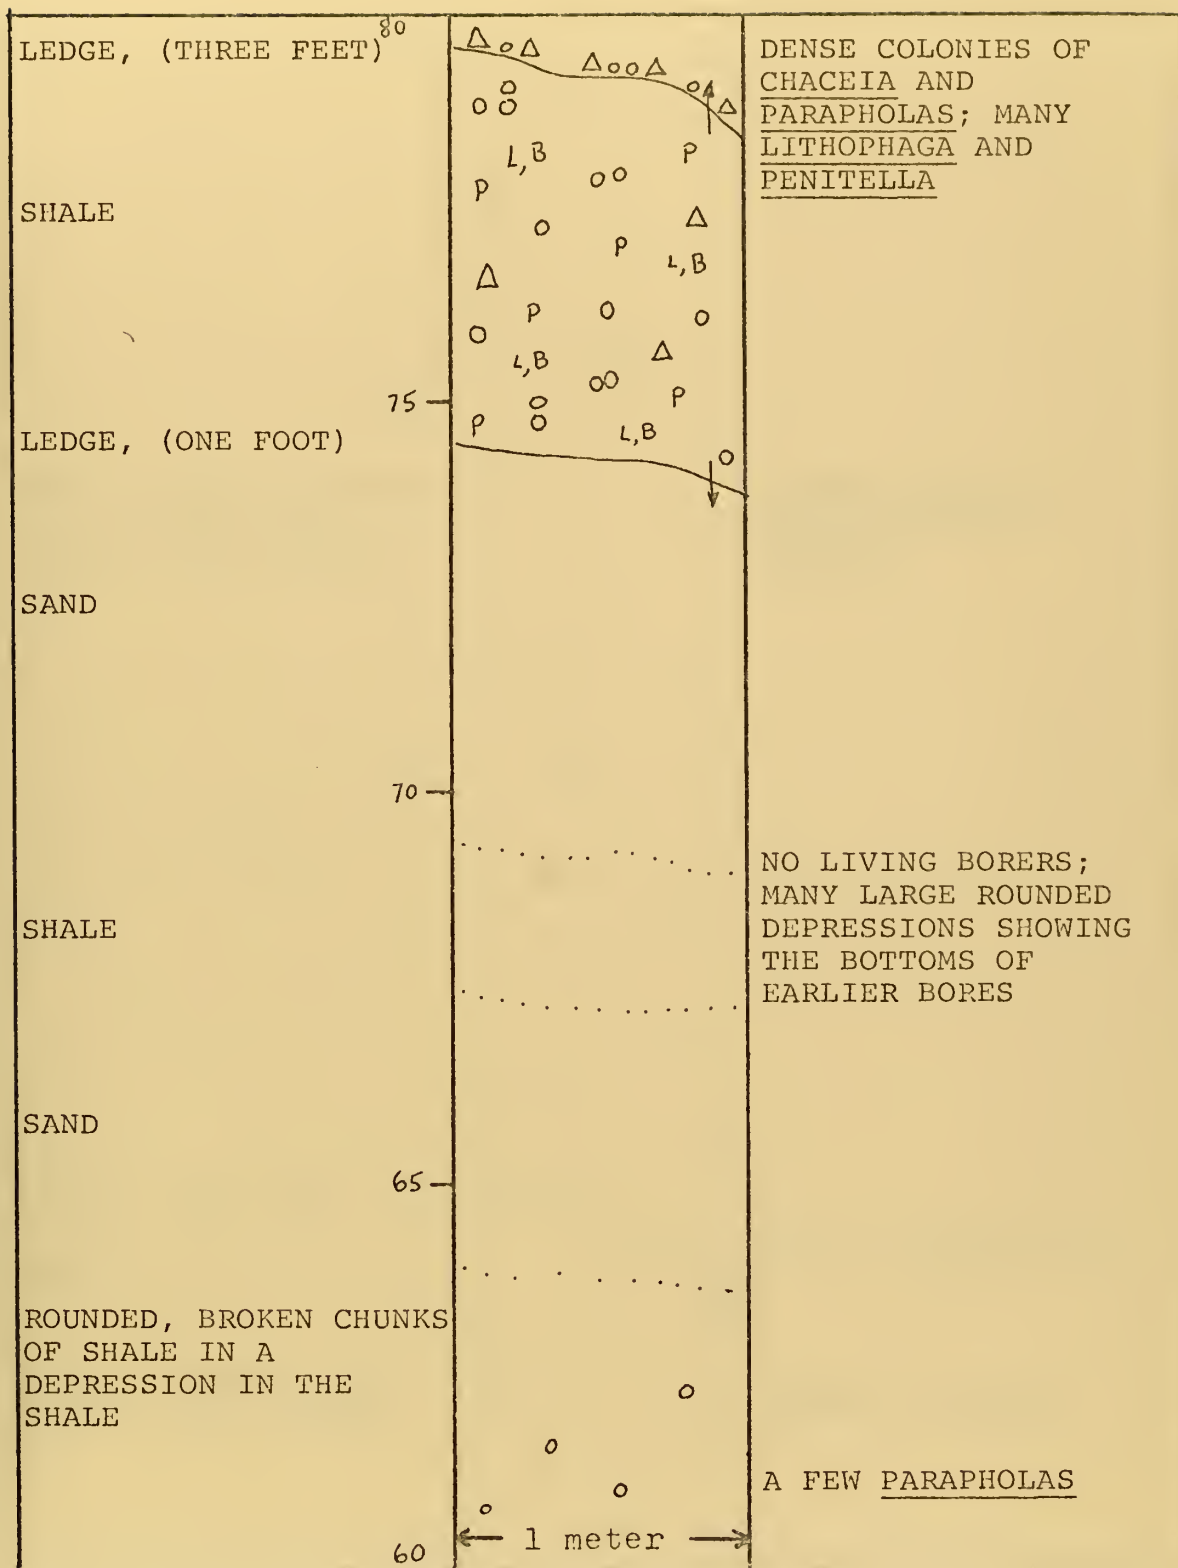 LEDGE, (THREE FEET) 80
DENSE COLONIES OF
CHACEIA AND
PARAPHOLAS; MANY
LITHOPHAGA AND
PENITELLA
L,B P
P
SHALE
P
L,B
P
L,B
P
75
P L,B
LEDGE, (ONE FOOT)
SAND
70
NO LIVING BORERS;
MANY LARGE ROUNDED
DEPRESSIONS SHOWING
THE BOTTOMS OF
EARLIER BORES
SHALE
SAND
65
ROUNDED, BROKEN CHUNKS
OF SHALE IN A
DEPRESSION IN THE
SHALE
A FEW PARAPHOLAS
1 meter
60